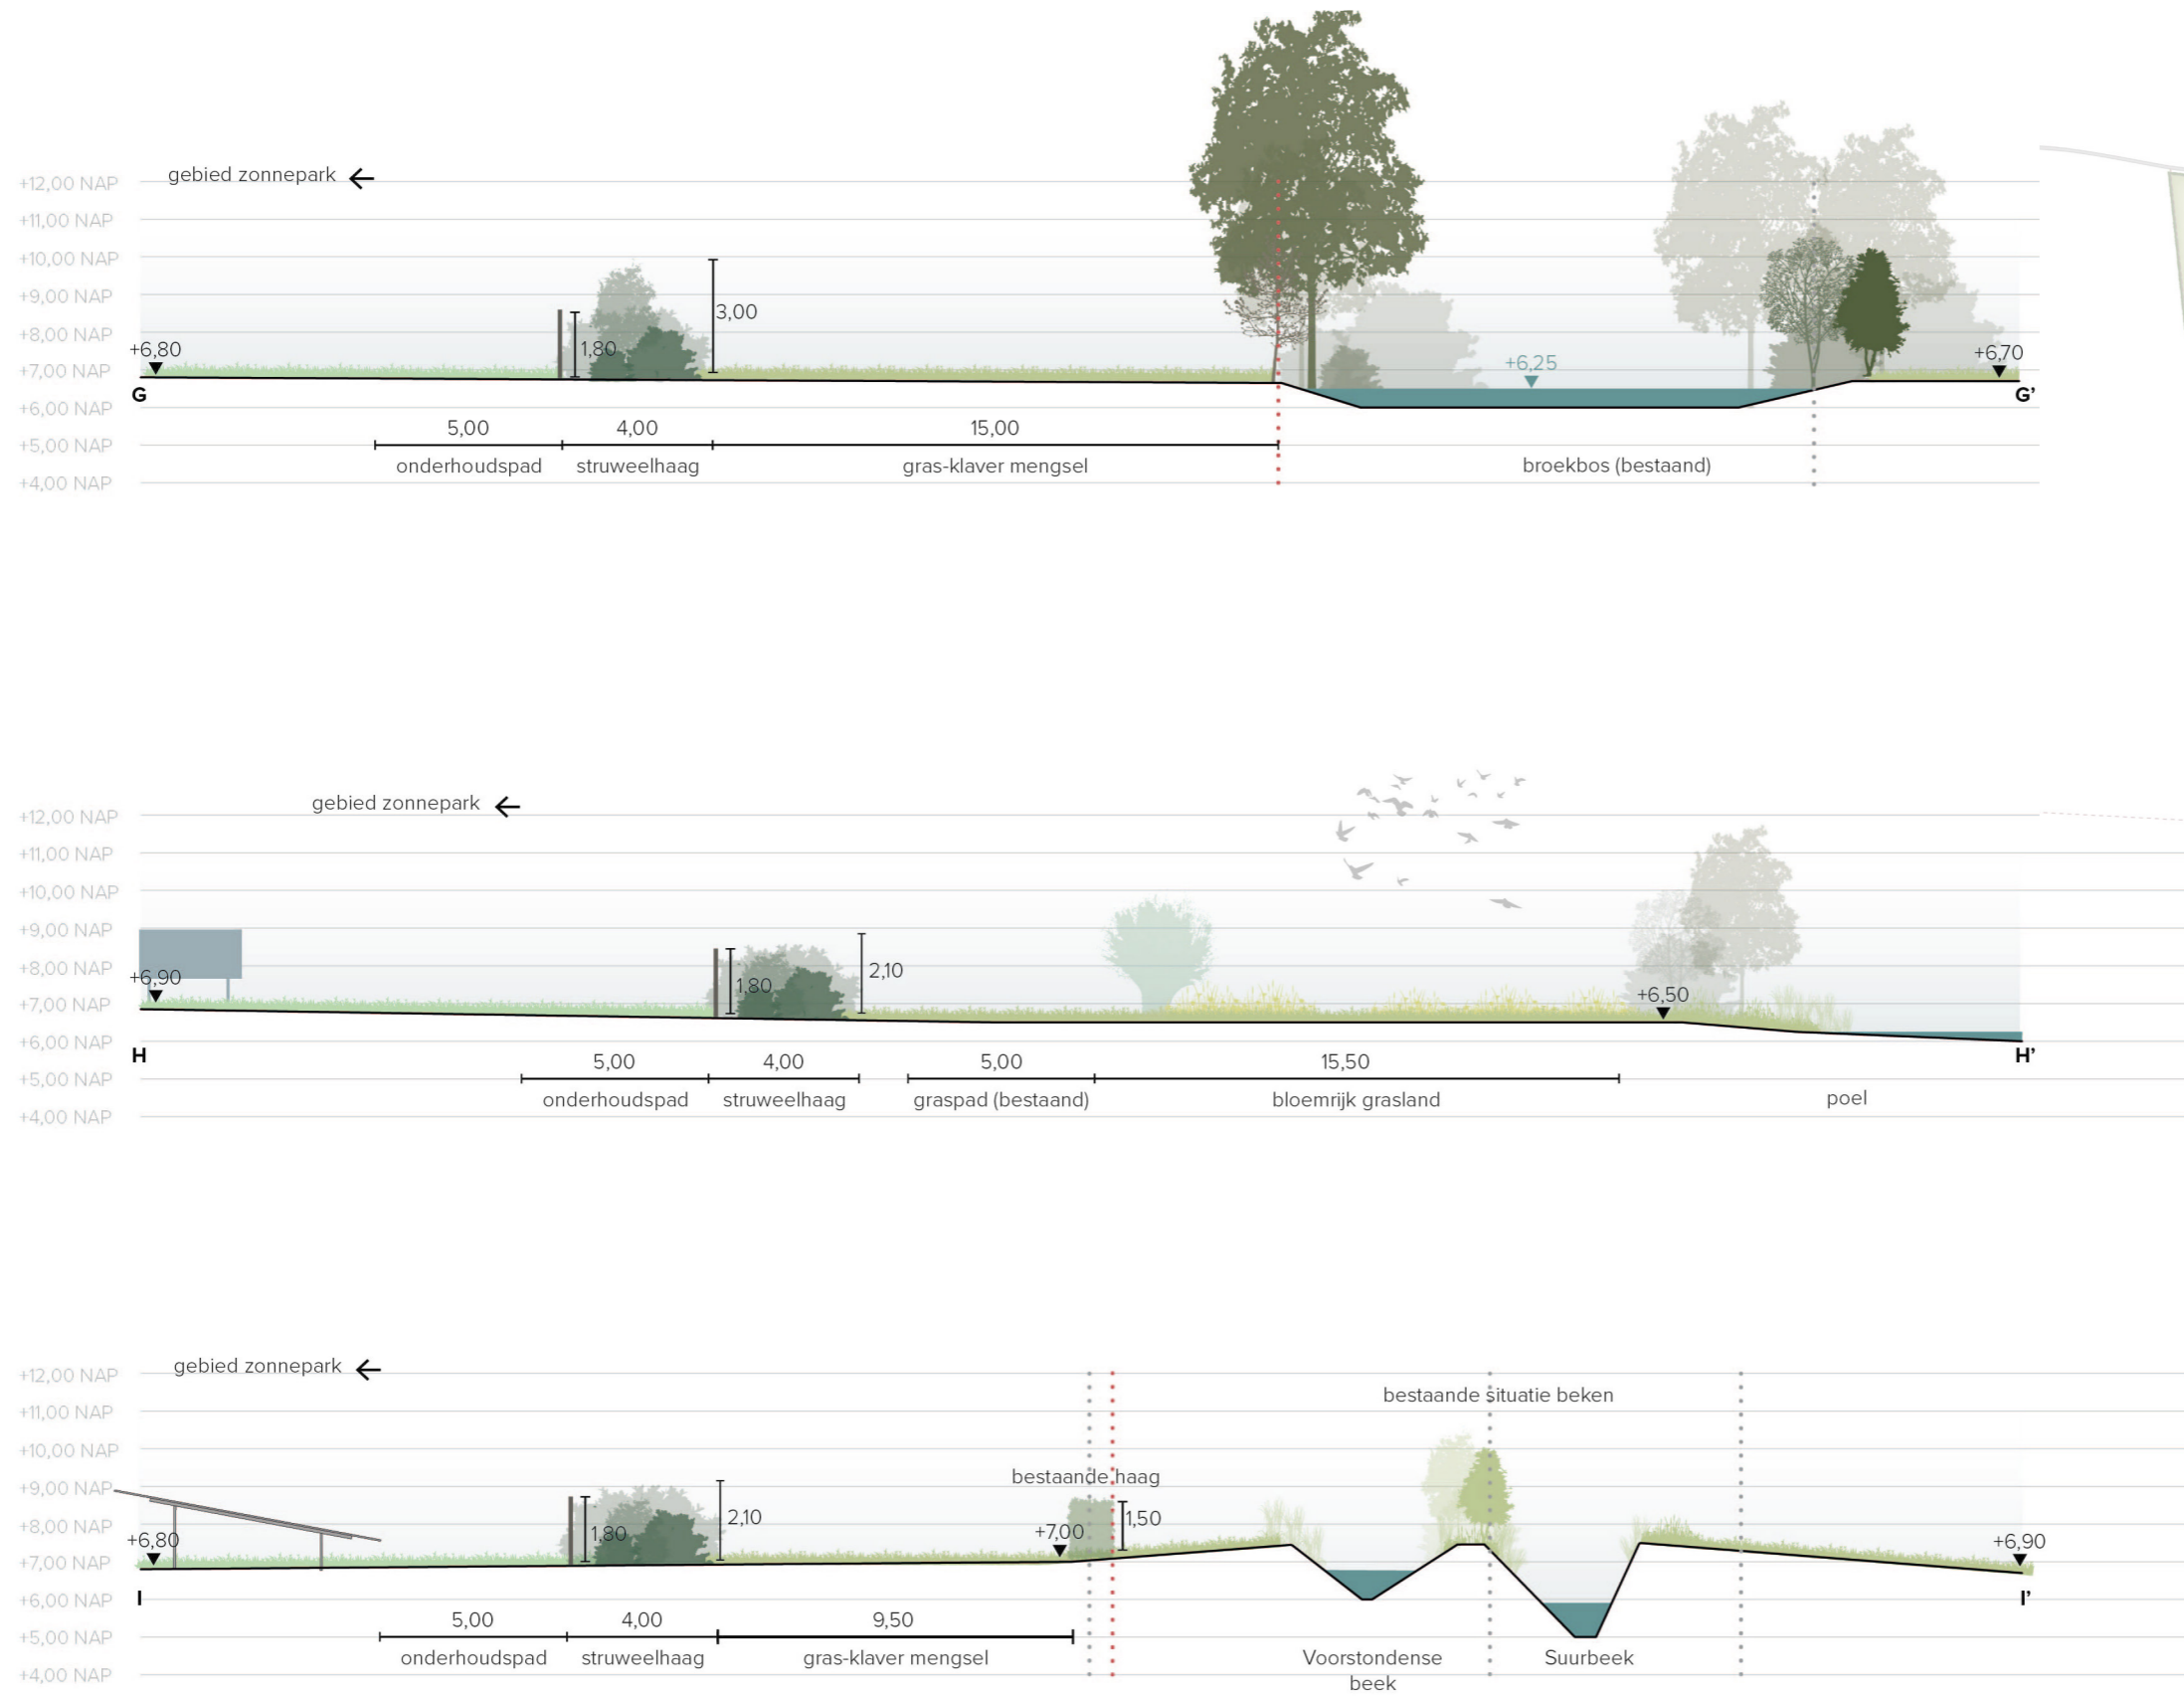 gebied zonnepark
+12,00 NAP
+11,00 NAP
+10,00 NAP
+9,00 NAP
+8,00 NAP
+7,00 NAP
+6,00 NAP
+5,00 NAP
+4,00 NAP
+6,80
G
1,80
3,00
+6,25
+6,70
G’
5,00
4,00
15,00
onderhoudspad
struweelhaag
gras-klaver mengsel
broekbos (bestaand)
gebied zonnepark
+12,00 NAP
+11,00 NAP
+10,00 NAP
+9,00 NAP
+8,00 NAP
+7,00 NAP
+6,00 NAP
+5,00 NAP
+4,00 NAP
+6,90
H
1,80
2,10
+6,50
H’
5,00
4,00
5,00
15,50
onderhoudspad
struweelhaag
graspad (bestaand)
bloemrijk grasland
poel
gebied zonnepark
+12,00 NAP
+11,00 NAP
+10,00 NAP
+9,00 NAP
+8,00 NAP
+7,00 NAP
+6,00 NAP
+5,00 NAP
+4,00 NAP
bestaande situatie beken
bestaande haag
+6,80
I
1,80
2,10
+7,00
1,50
+6,90
I’
5,00
4,00
9,50
onderhoudspad
struweelhaag
gras-klaver mengsel
Voorstondense
beek
Suurbeek